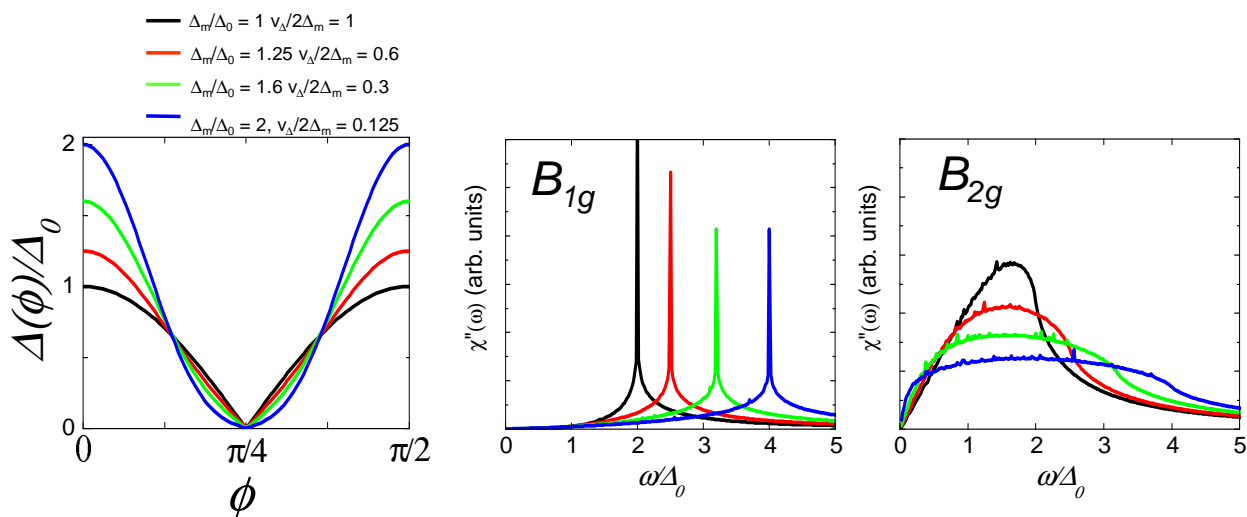 Δm/Δ0 = 1 vΔ/2Δm = 1
Δm/Δ0 = 1.25 vΔ/2Δm = 0.6
Δm/Δ0 = 1.6 vΔ/2Δm = 0.3
Δm/Δ0 = 2, vΔ/2Δm = 0.125
Δ(ϕ)/Δ0
2
1
0
0 π/4 π/2
ϕ
B1g
χ"(ω) (arb. units)
0 1 2 3 4 5
ω/Δ0
B2g
χ"(ω) (arb. units)
0 1 2 3 4 5
ω/Δ0